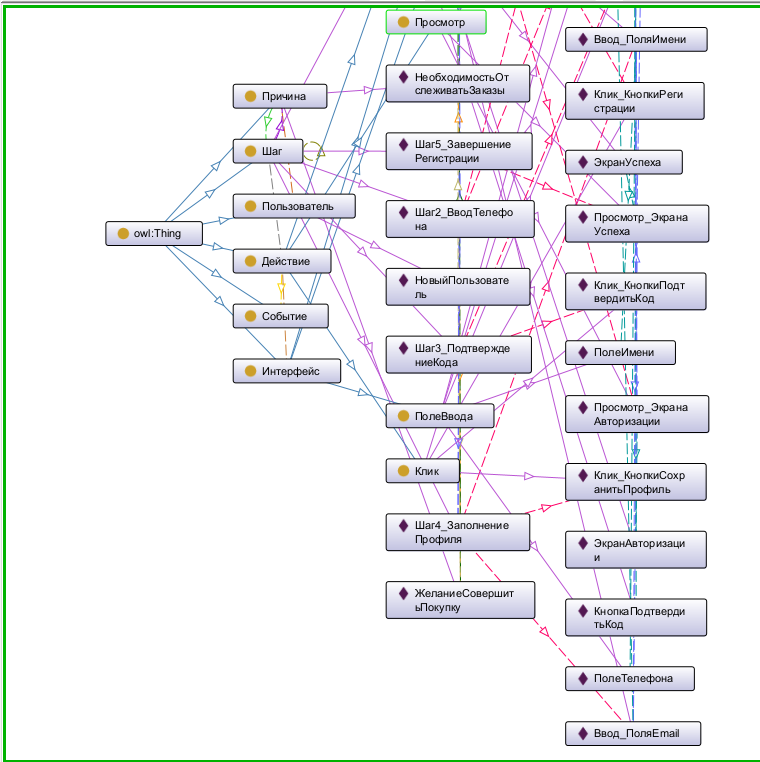 Просмотр
Ввод_ПоляИмени
НеобходимостьОт
слеживатьЗаказы
Причина
Клик_КнопкиРеги
страции
Шаг
Шаг5_Завершение
Регистрации
ЭкранУспеха
Пользователь
Шаг2_ВводТелефо
на
Просмотр_Экрана
Успеха
owl:Thing
Действие
НовыйПользовате
ль
Клик_КнопкиПодт
вердитьКод
Событие
Шаг3_Подтвержде
ниеКода
ПолеИмени
Интерфейс
ПолеВвода
Просмотр_Экрана
Авторизации
Клик
Клик_КнопкиСохр
анитьПрофиль
Шаг4_Заполнение
Профиля
ЭкранАвторизаци
и
ЖеланиеСовершит
ьПокупку
КнопкаПодтверди
тьКод
ПолеТелефона
Ввод_ПоляEmail